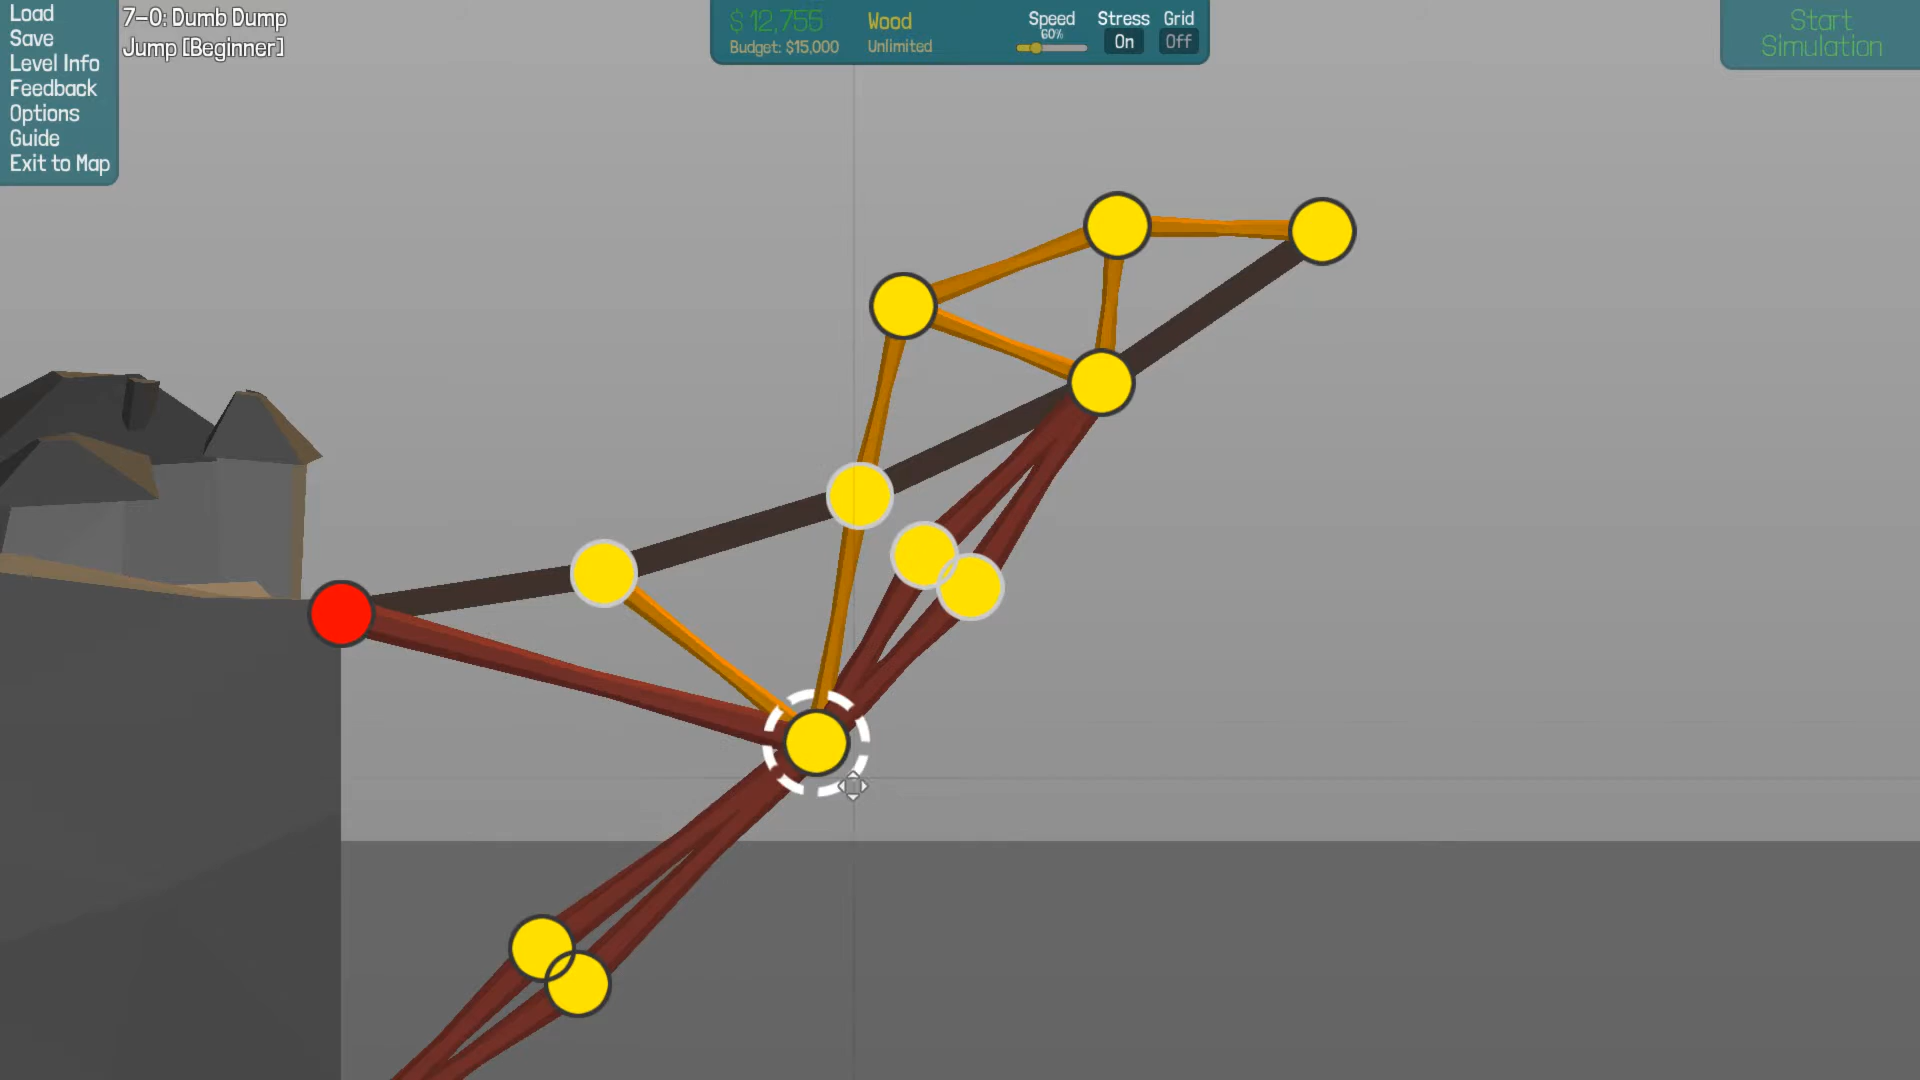 Load
Save
Level Info
Feedback
Options
Guide
Exit to Map
7-0: Dumb Dump
Jump [Beginner]
$ 12,755
Budget: $15,000
Wood
Unlimited
Speed
60%
Stress
On
Grid
Off
Start
Simulation